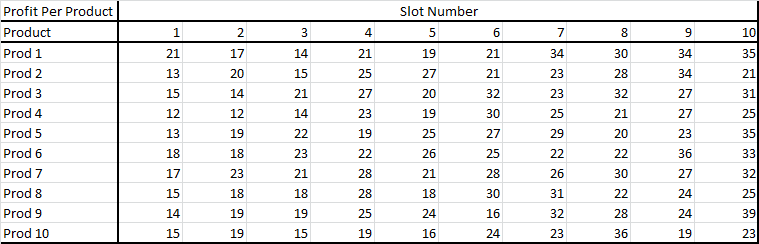 Profit Per Product Slot Number
Product 1 2 3 4 5 6 7 8 9 10
Prod 1 21 17 14 21 19 21 34 30 34 35
Prod 2 13 20 15 25 27 21 23 28 34 21
Prod 3 15 14 21 27 20 32 23 32 27 31
Prod 4 12 12 14 23 19 30 25 21 27 25
Prod 5 13 19 22 19 25 27 29 20 23 35
Prod 6 18 18 23 22 26 25 22 22 36 33
Prod 7 17 23 21 28 21 28 26 30 27 32
Prod 8 15 18 18 28 18 30 31 22 24 25
Prod 9 14 19 19 25 24 16 32 28 24 39
Prod 10 15 19 15 19 16 24 23 36 19 23